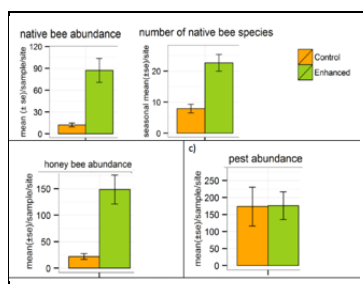 native bee abundance
number of native bee species
mean (± se)/sample/site
120
90
60
30
0
seasonal mean(±se)/site
20
10
0
Control
Enhanced
honey bee abundance
mean(±se)/sample/site
150
100
50
0
c)
pest abundance
mean(±se)/sample/site
250
200
150
100
50
0